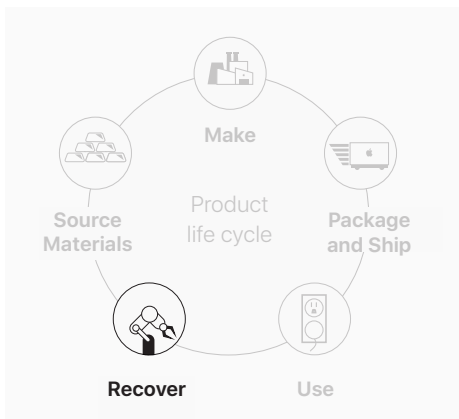 Make
Product
life cycle
Source
Materials
Package
and Ship
Recover
Use